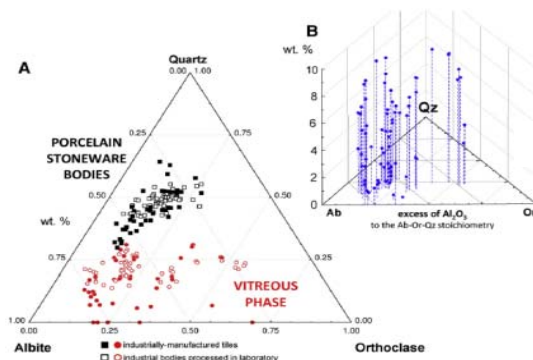 A
Quartz
0.00 1.00
PORCELAIN
STONEWARE
BODIES
0.25
0.75
0.50
0.50
wt. %
0.75
0.25
VITREOUS
PHASE
1.00
0.00
0.00
0.25
0.50
0.75
1.00
Albite
Orthoclase
industrially-manufactured tiles
industrial bodies processed in laboratory
B
wt. %
10
8
6
4
2
0
Qz
Ab
Or
excess of Al₂O₃
to the Ab-Or-Qz stoichiometry